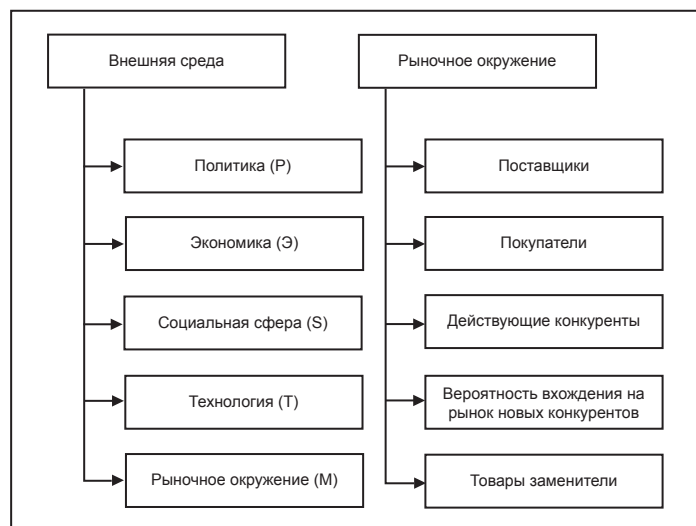 Внешняя среда
Политика (P)
Экономика (Э)
Социальная сфера (S)
Технология (T)
Рыночное окружение (M)
Рыночное окружение
Поставщики
Покупатели
Действующие конкуренты
Вероятность вхождения на
рынок новых конкурентов
Товары заменители